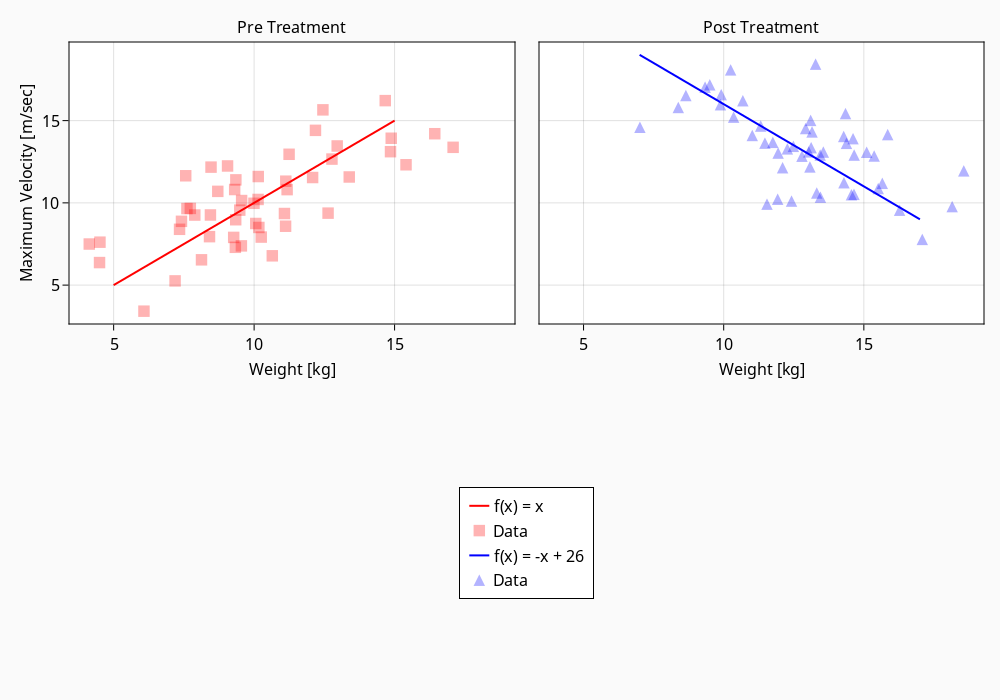 Pre Treatment
Post Treatment
Maximum Velocity [m/sec]
15
10
5
5 10 15
5 10 15
Weight [kg]
Weight [kg]
f(x) = x
Data
f(x) = -x + 26
Data